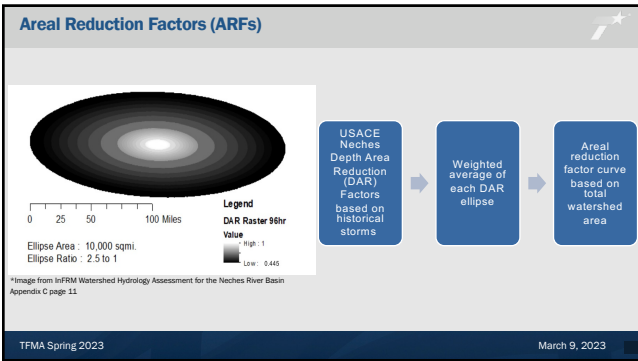 Areal Reduction Factors (ARFs)
0 25 50 100 Miles
Ellipse Area : 10,000 sqmi.
Ellipse Ratio : 2.5 to 1
Legend
DAR Raster 96hr
Value
High : 1
Low : 0.445
*Image from InFRM Watershed Hydrology Assessment for the Neches River Basin
Appendix C page 11
USACE
Neches
Depth Area
Reduction
(DAR)
Factors
based on
historical
storms
Weighted
average of
each DAR
ellipse
Areal
reduction
factor curve
based on
total
watershed
area
TFMA Spring 2023
March 9, 2023